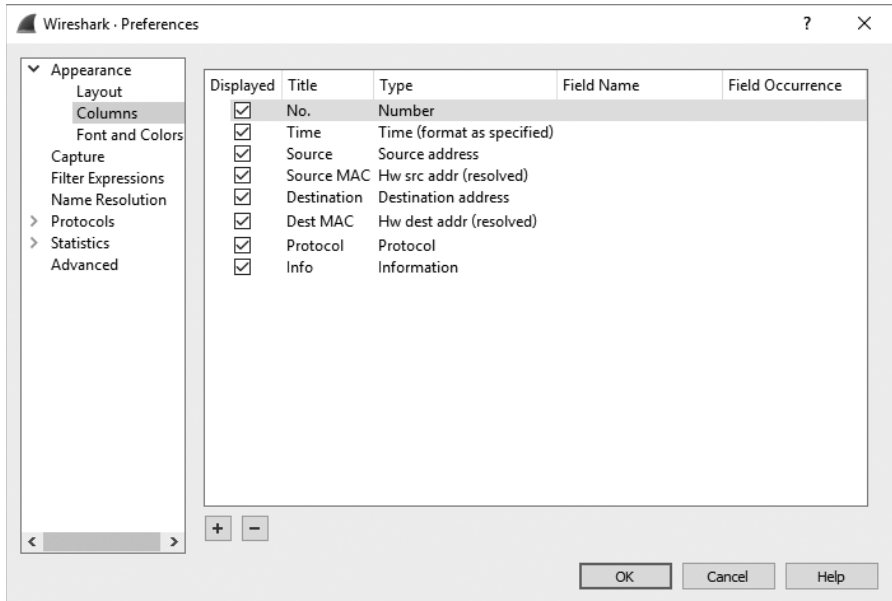 Wireshark · Preferences
? ×
Appearance
Layout
Columns
Font and Colors
Capture
Filter Expressions
Name Resolution
Protocols
Statistics
Advanced
Displayed Title Type Field Name Field Occurrence
No. Number
Time Time (format as specified)
Source Source address
Source MAC Hw src addr (resolved)
Destination Destination address
Dest MAC Hw dest addr (resolved)
Protocol Protocol
Info Information
+ −
OK Cancel Help